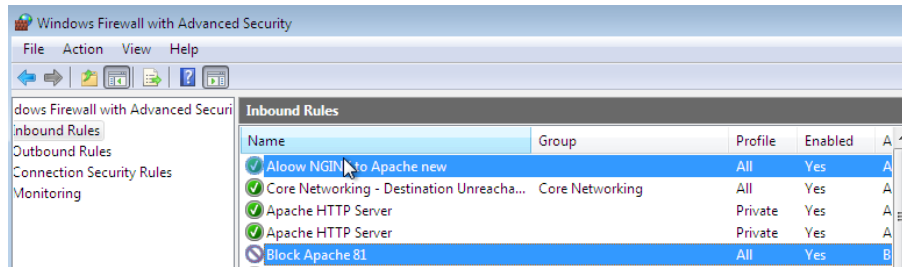 Windows Firewall with Advanced Security
File Action View Help
dows Firewall with Advanced Securi
Inbound Rules
Outbound Rules
Connection Security Rules
Monitoring
Inbound Rules
Name Group Profile Enabled A
Aloow NGIN to Apache new All Yes A
Core Networking - Destination Unreacha... Core Networking All Yes A
Apache HTTP Server Private Yes A
Apache HTTP Server Private Yes A
Block Apache 81 All Yes B